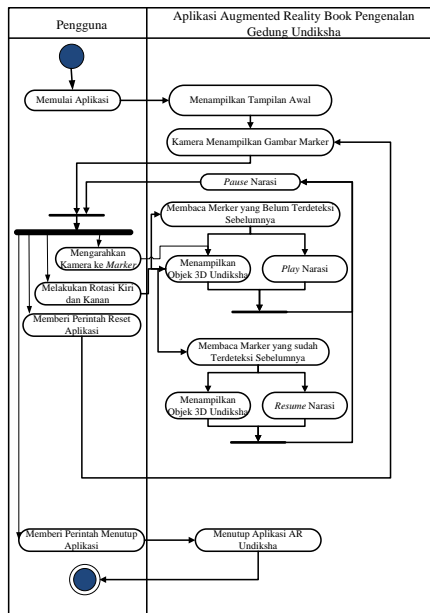 Pengguna
Aplikasi Augmented Reality Book Pengenalan
Gedung Undiksha
Memulai Aplikasi
Menampilkan Tampilan Awal
Kamera Menampilkan Gambar Marker
Pause Narasi
Membaca Merker yang Belum Terdeteksi
Sebelumnya
Mengarahkan
Kamera ke Marker
Menampilkan
Objek 3D Undiksha
Play Narasi
Melakukan Rotasi Kiri
dan Kanan
Memberi Perintah Reset
Aplikasi
Membaca Marker yang sudah
Terdeteksi Sebelumnya
Menampilkan
Objek 3D Undiksha
Resume Narasi
Memberi Perintah Menutup
Aplikasi
Menutup Aplikasi AR
Undiksha